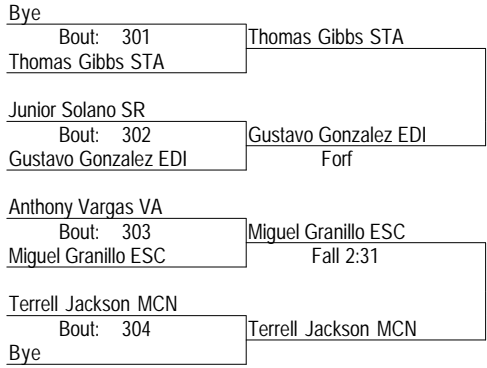 Bye
Bout: 301
Thomas Gibbs STA
Thomas Gibbs STA
Junior Solano SR
Bout: 302
Gustavo Gonzalez EDI
Gustavo Gonzalez EDI
Forf
Anthony Vargas VA
Bout: 303
Miguel Granillo ESC
Miguel Granillo ESC
Fall 2:31
Terrell Jackson MCN
Bout: 304
Terrell Jackson MCN
Bye